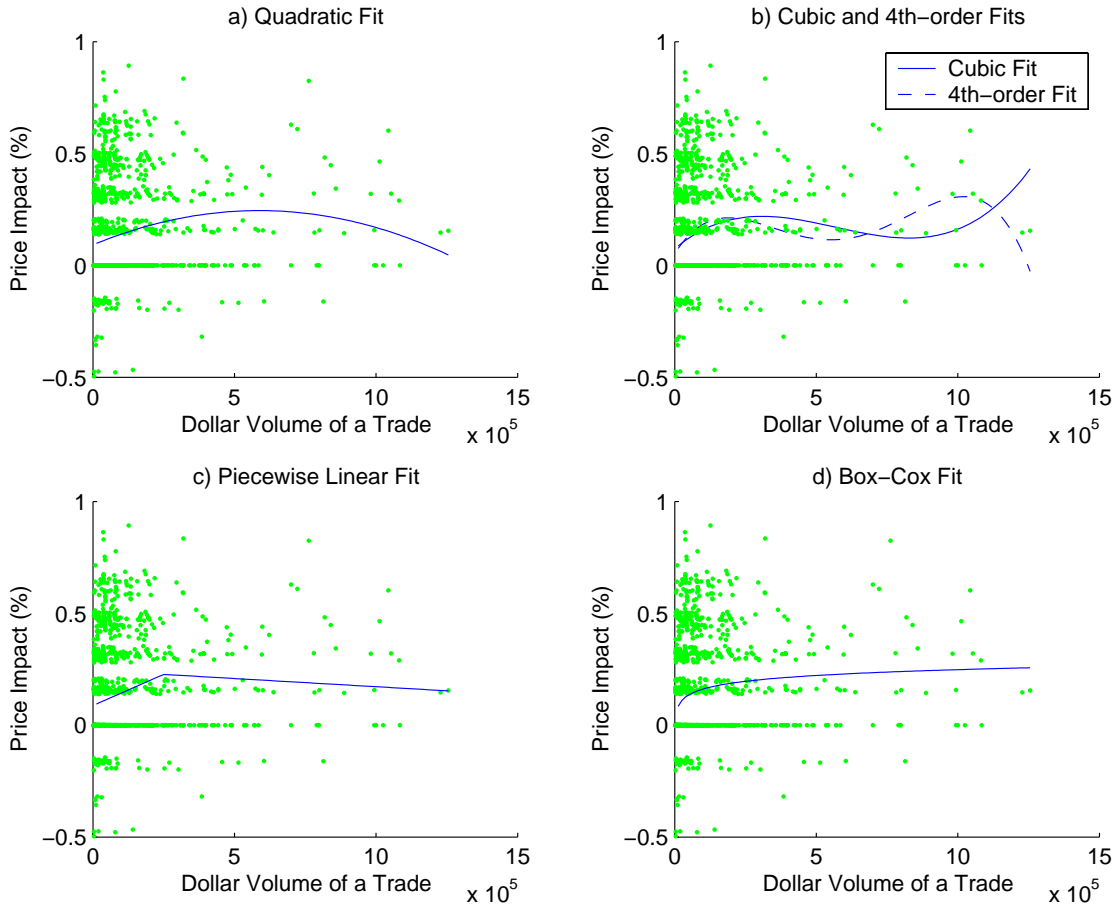 a) Quadratic Fit
1
0.5
0
−0.5
Price Impact (%)
0
5
10
15
Dollar Volume of a Trade
x 10^5
b) Cubic and 4th−order Fits
Cubic Fit
4th−order Fit
1
0.5
0
−0.5
Price Impact (%)
0
5
10
15
Dollar Volume of a Trade
x 10^5
c) Piecewise Linear Fit
1
0.5
0
−0.5
Price Impact (%)
0
5
10
15
Dollar Volume of a Trade
x 10^5
d) Box−Cox Fit
1
0.5
0
−0.5
Price Impact (%)
0
5
10
15
Dollar Volume of a Trade
x 10^5